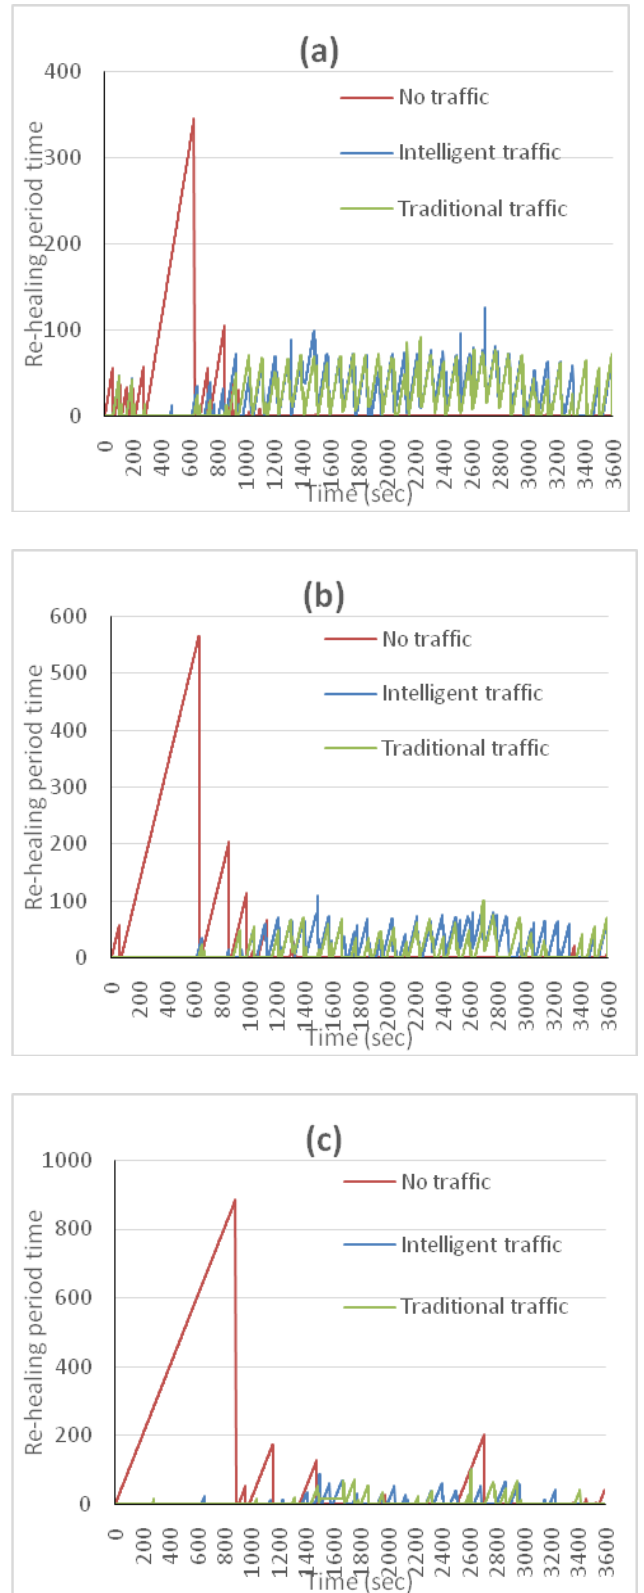 (a)
400
No traffic
300
Intelligent traffic
Traditional traffic
200
100
0
Re-healing period time
0 200 400 600 800 1000 1200 1400 1600 1800 2000 2200 2400 2600 2800 3000 3200 3400 3600
Time (sec)
(b)
600
No traffic
500
Intelligent traffic
400
Traditional traffic
300
200
100
0
Re-healing period time
0 200 400 600 800 1000 1200 1400 1600 1800 2000 2200 2400 2600 2800 3000 3200 3400 3600
Time (sec)
(c)
1000
No traffic
800
Intelligent traffic
600
Traditional traffic
400
200
0
Re-healing period time
0 200 400 600 800 1000 1200 1400 1600 1800 2000 2200 2400 2600 2800 3000 3200 3400 3600
Time (sec)